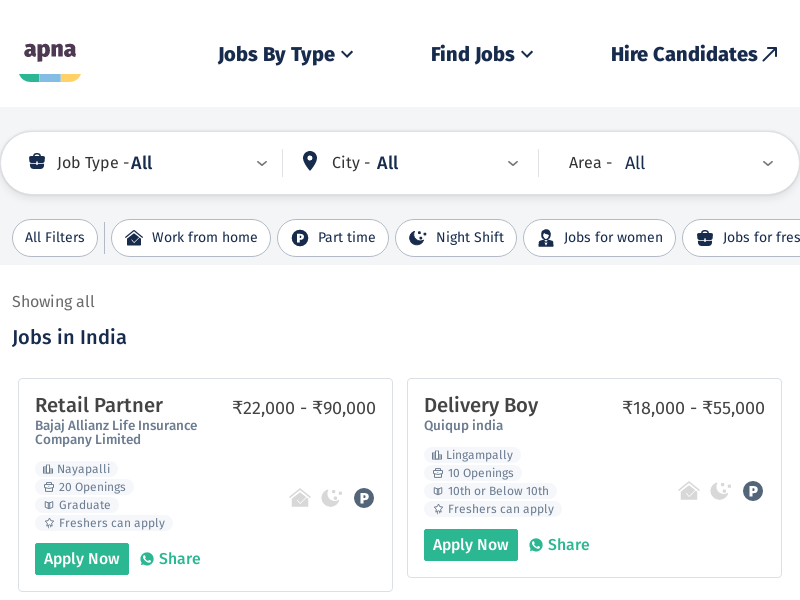 apna
Jobs By Type
Find Jobs
Hire Candidates
Job Type - All
City - All
Area - All
All Filters
Work from home
Part time
Night Shift
Jobs for women
Jobs for fres
Showing all
Jobs in India
Retail Partner
₹22,000 - ₹90,000
Bajaj Allianz Life Insurance
Company Limited
Nayapalli
20 Openings
Graduate
Freshers can apply
P
Apply Now
Share
Delivery Boy
₹18,000 - ₹55,000
Quiqup india
Lingampally
10 Openings
10th or Below 10th
Freshers can apply
P
Apply Now
Share